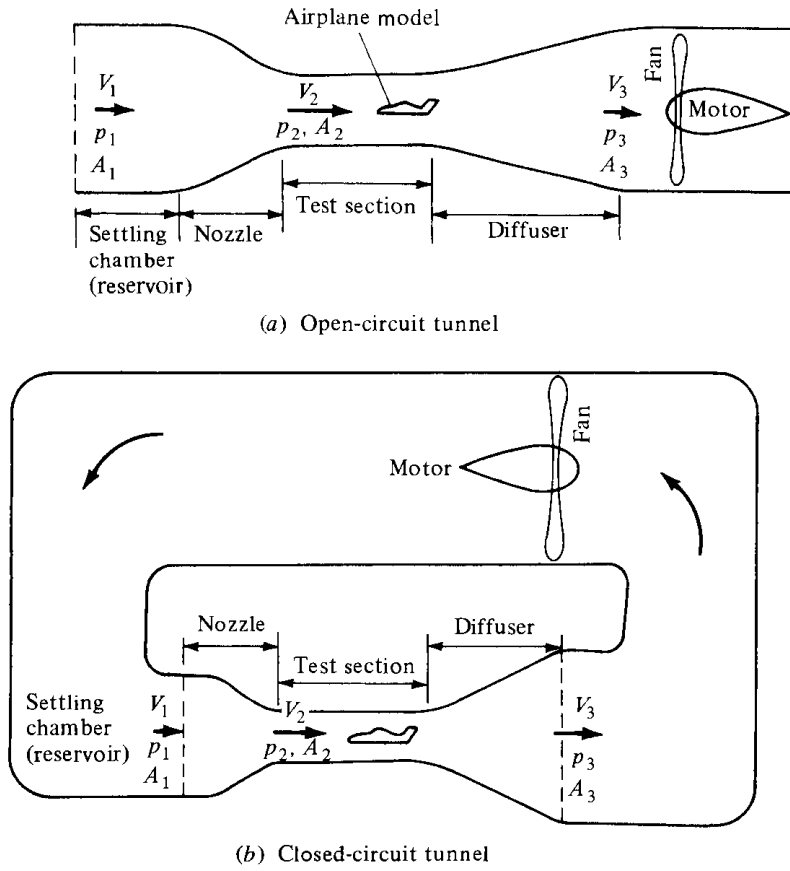 Airplane model
V1
p1
A1
V2
p2, A2
V3
p3
A3
Fan
Motor
Test section
Settling
chamber
(reservoir)
Nozzle
Diffuser
(a) Open-circuit tunnel
Fan
Motor
Nozzle
Diffuser
Test section
Settling
chamber
(reservoir)
V1
p1
A1
V2
p2, A2
V3
p3
A3
(b) Closed-circuit tunnel